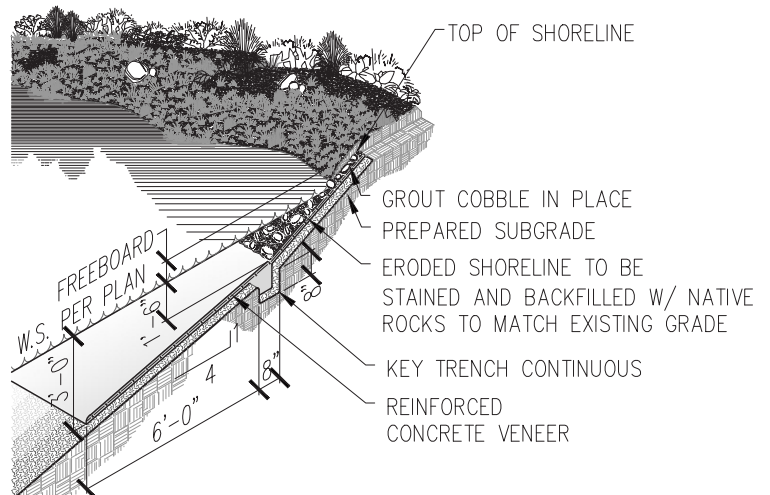 TOP OF SHORELINE
GROUT COBBLE IN PLACE
PREPARED SUBGRADE
ERODED SHORELINE TO BE
STAINED AND BACKFILLED W/ NATIVE
ROCKS TO MATCH EXISTING GRADE
KEY TRENCH CONTINUOUS
REINFORCED
CONCRETE VENEER
FREEBOARD
W.S. PER PLAN
1'-6"
3'-0"
8"
1
4
8"
6'-0"